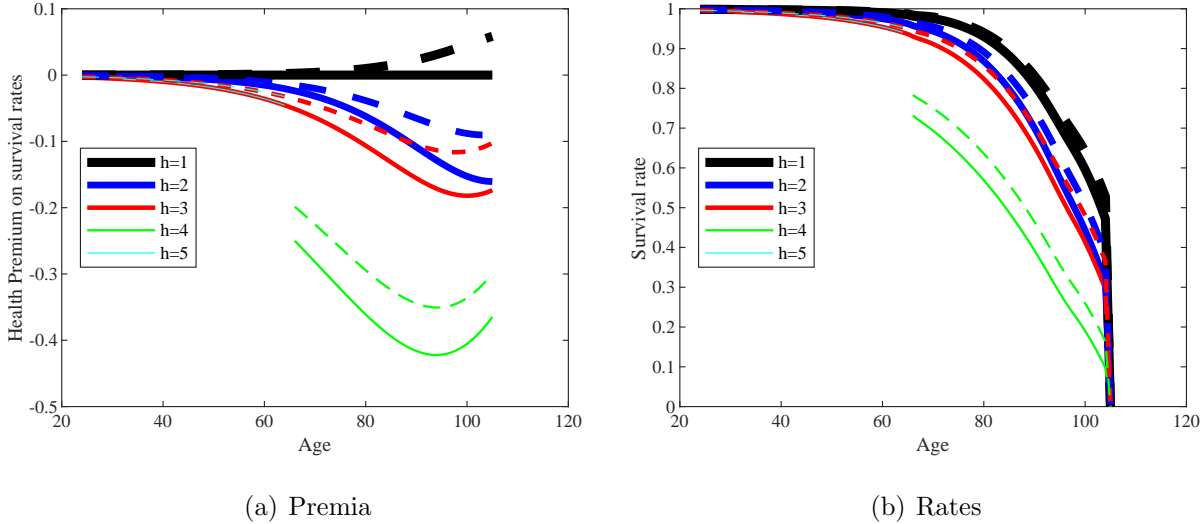 0.1
0
-0.1
-0.2
-0.3
-0.4
-0.5
Health Premium on survival rates
h=1
h=2
h=3
h=4
h=5
20 40 60 80 100 120
Age
(a) Premia
1
0.9
0.8
0.7
0.6
0.5
0.4
0.3
0.2
0.1
0
Survival rate
h=1
h=2
h=3
h=4
h=5
20 40 60 80 100 120
Age
(b) Rates